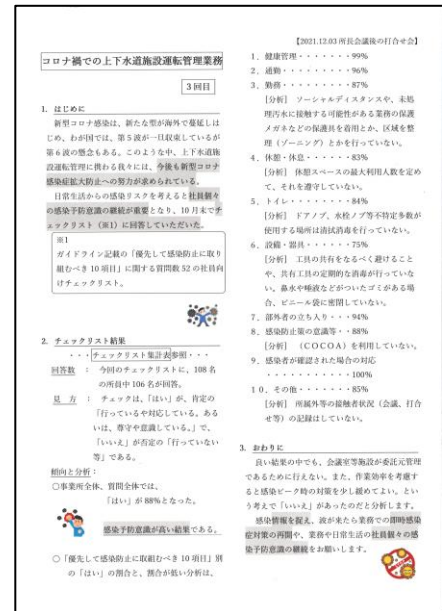 【2021.12.03 所長会議後の打合せ会】
コロナ禍での上下水道施設運転管理業務
3回目
1. はじめに
新型コロナ感染は、新たな型が海外で蔓延しは
じめ、わが国では、第5波が一旦収束しているが
第6波の懸念もある。このような中、上下水道施
設運転管理に携わる我々には、今後も新型コロナ
感染症拡大防止への努力が求められている。
日常生活からの感染リスクを考えると社員個々
の感染予防意識の継続が重要となり、10月末でチ
ェックリスト(※1)に回答していただいた。
※1
ガイドライン記載の「優先して感染防止に取り
組むべき10項目」に関する質問数52の社員向
けチェックリスト。
2. チェックリスト結果
・・・チェックリスト集計表参照・・・
回答数 : 今回のチェックリストに、108名
の所員中106名が回答。
見 方 : チェックは、「はい」が、肯定の
「行っているや対応している。ある
いは、尊守や意識している。」で、
「いいえ」が否定の「行っていない
等」である。
傾向と分析:
○事業所全体、質問全体では、
「はい」が88%となった。
感染予防意識が高い結果である。
○「優先して感染防止に取組むべき10項目」別
の「はい」の割合と、割合が低い分析は、
1. 健康管理・・・・・・・99%
2. 通勤・・・・・・・・・96%
3. 勤務・・・・・・・・・87%
[分析] ソーシャルディスタンスや、未処
理汚水に接触する可能性がある業務の保護
メガネなどの保護具を着用とか、区域を整
理(ゾーニング)とかを行っていない。
4. 休憩・休息・・・・・・83%
[分析] 休憩スペースの最大利用人数を定め
て、それを遵守していない。
5. トイレ・・・・・・・・84%
[分析] ドアノブ、水栓ノブ等不特定多数が
使用する場所は清拭消毒を行っていない。
6. 設備・器具・・・・・・75%
[分析] 工具の共有をなるべく避けること
や、共有工具の定期的な消毒が行っていな
い。鼻水や唾液などがついたゴミがある場
合、ビニール袋に密閉していない。
7. 部外者の立ち入り・・・94%
8. 感染防止策の意識等・・88%
[分析] (COCOA)を利用していない。
9. 感染者が確認された場合の対応
・・・・・・・・・・・100%
10. その他・・・・・・・85%
[分析] 所属外等の接触者状況(会議、打合
せ等)の記録はしていない。
3. おわりに
良い結果の中でも、会議室等施設が委託元管理
であるために行えない。また、作業効率を考慮す
ると感染ピーク時の対策を少し緩めてよい。とい
う考えで「いいえ」があったのだと分析します。
感染情報を捉え、波が来たら業務での即時感染
症対策の再開や、業務や日常生活の社員個々の感
染予防意識の継続をお願いします。